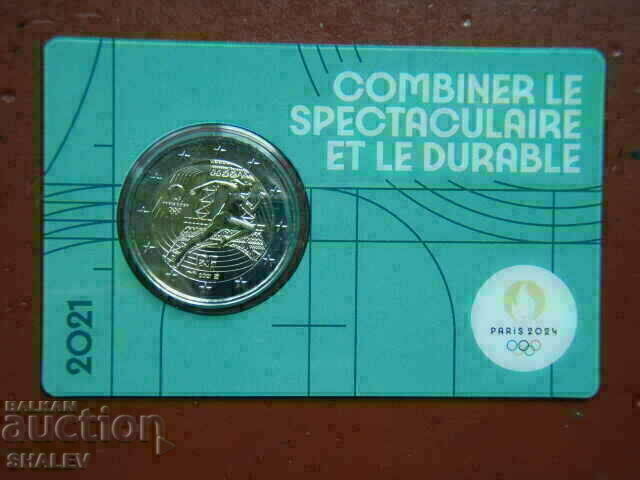 COMBINER LE
SPECTACULAIRE
ET LE DURABLE
2021
PARIS 2024
BALKAN
auction
SHALEV